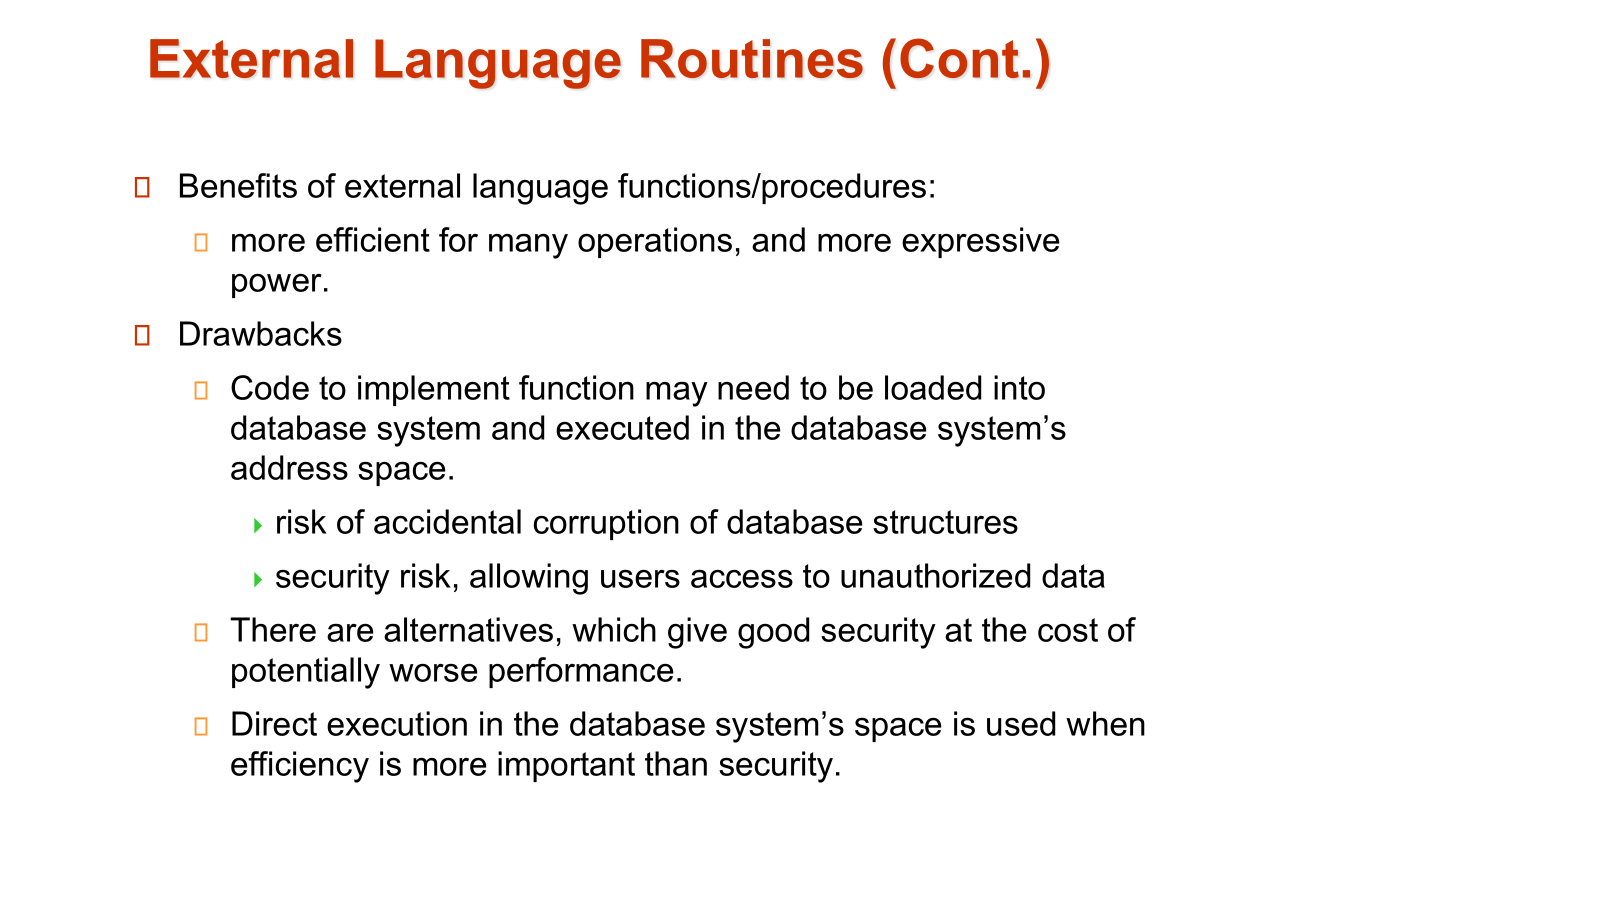 External Language Routines (Cont.)
Benefits of external language functions/procedures:
more efficient for many operations, and more expressive
power.
Drawbacks
Code to implement function may need to be loaded into
database system and executed in the database system’s
address space.
risk of accidental corruption of database structures
security risk, allowing users access to unauthorized data
There are alternatives, which give good security at the cost of
potentially worse performance.
Direct execution in the database system’s space is used when
efficiency is more important than security.